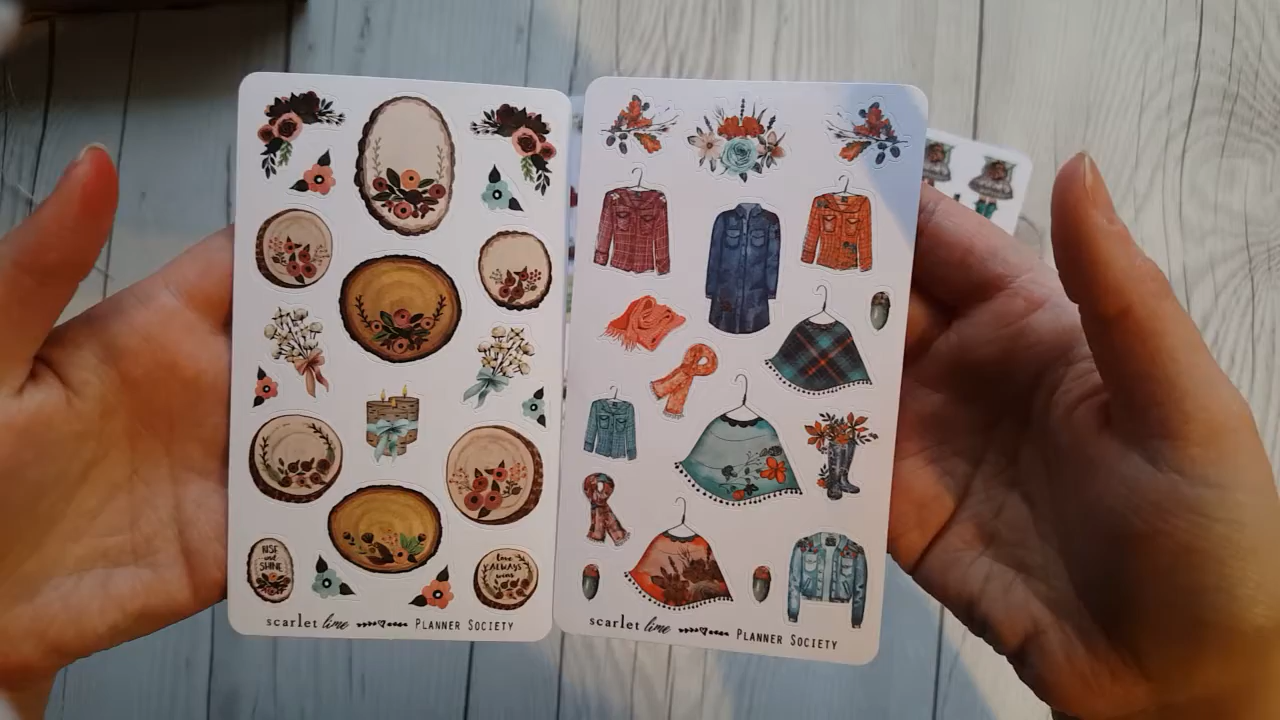 RISE
and
SHINE
love
ALWAYS
wins
scarlet lime PLANNER SOCIETY
scarlet lime PLANNER SOCIETY